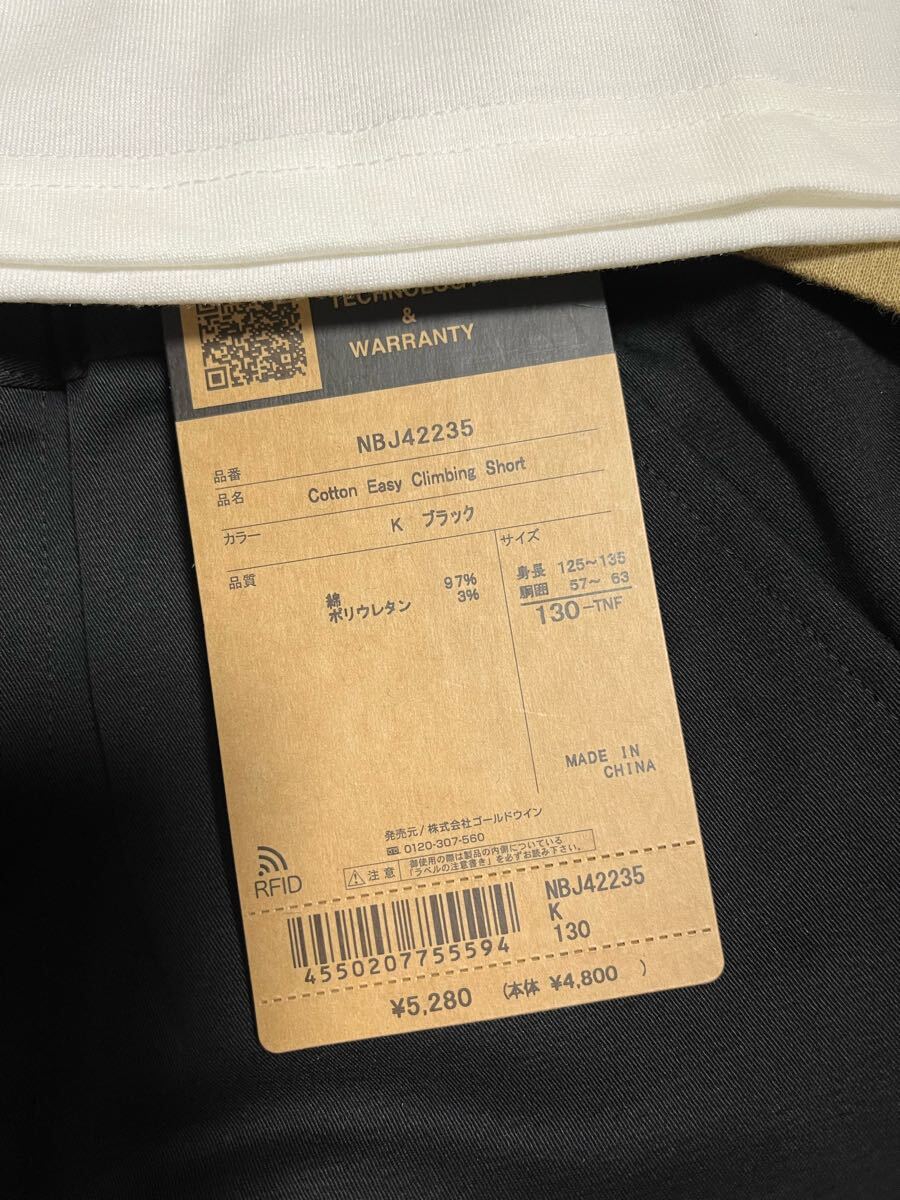 TECHNOLOGY
&
WARRANTY
品番 NBJ42235
品名 Cotton Easy Climbing Short
カラー K ブラック
品質
綿 97%
ポリウレタン 3%
サイズ
身長 125~135
胴囲 57~ 63
130-TNF
MADE IN
CHINA
発売元/株式会社ゴールドウイン
0120-307-560
注意
御使用の際は製品の内側についている
「ラベルの注意書き」を必ずお読み下さい。
RFID
NBJ42235
K
130
4550207755594
¥5,280 (本体 ¥4,800 )